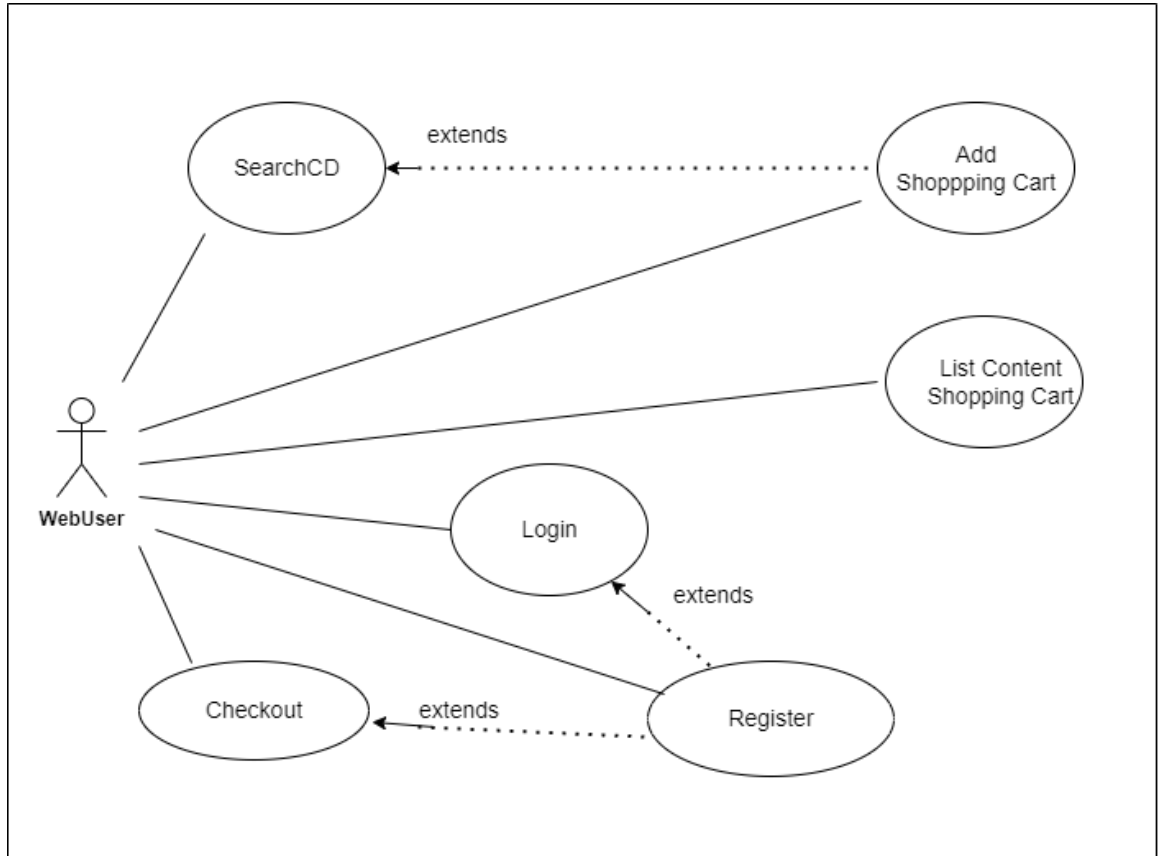 extends
SearchCD
Add
Shoppping Cart
List Content
Shopping Cart
WebUser
Login
extends
Checkout
extends
Register